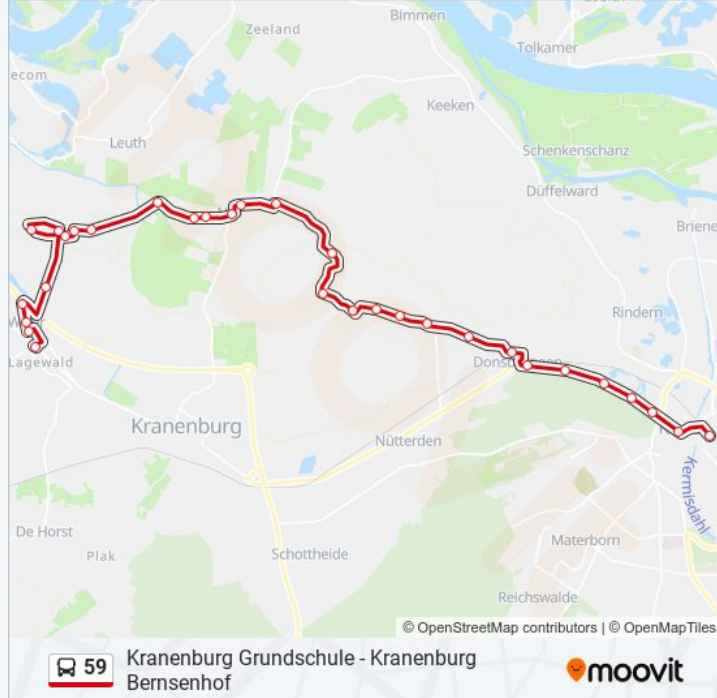 Bimmen
Zeeland
Tolkamer
ecom
Keeken
Leuth
Schenkenschanz
Düffelward
Briene
Rindern
Lagewald
Kranenburg
Nütterden
Kermisdahl
De Horst
Plak
Schottheide
Materborn
Reichswalde
© OpenStreetMap contributors | © OpenMapTiles
59
Kranenburg Grundschule - Kranenburg
Bernsenhof
moovit